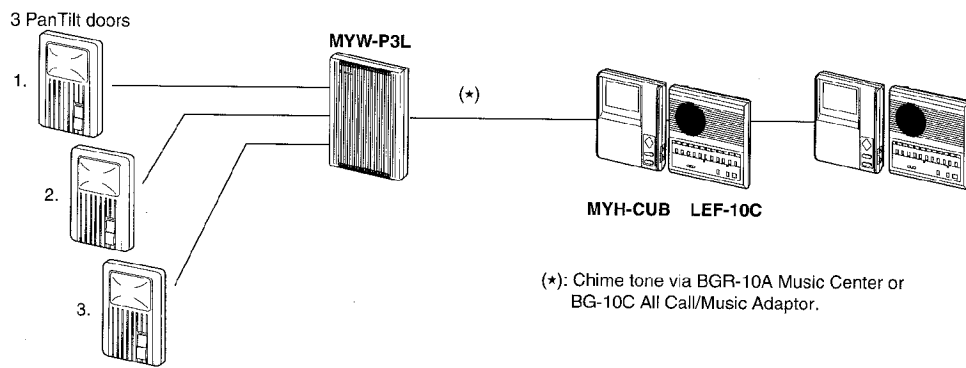 3 PanTilt doors
1.
MYW-P3L
(★)
2.
MYH-CUB LEF-10C
3.
(★): Chime tone via BGR-10A Music Center or
BG-10C All Call/Music Adaptor.